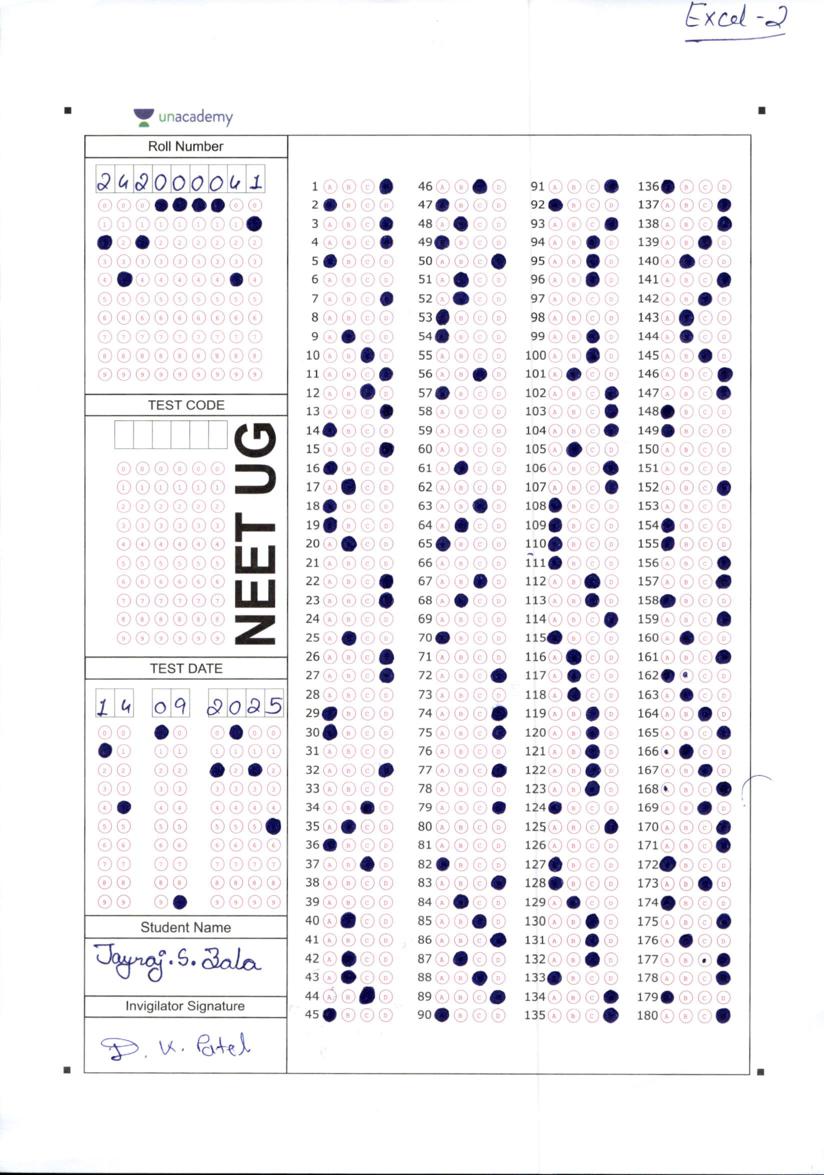 Excel-2
unacademy
Roll Number
2420000041
TEST CODE
NEET UG
TEST DATE
14 09 2025
Student Name
Jayraj.S.Bala
Invigilator Signature
D. K. Patel
1 A B C 46 A B D 91 A B C 136 B C D
2 B C D 47 B C D 92 B C D 137 A B C
3 A B C 48 A C D 93 A B C 138 A B C
4 A B C 49 B C D 94 A B D 139 A B D
5 B C D 50 A B C 95 A B D 140 A C D
6 A B C D 51 A C D 96 A B D 141 A B C
7 A B C 52 A C D 97 A B C D 142 A B D
8 A B C D 53 B C D 98 A B C D 143 A C D
9 A C D 54 B C D 99 A B D 144 A C D
10 A B D 55 A B C D 100 A B D 145 A B D
11 A B C 56 A B D 101 A C D 146 A B C
12 A B D 57 B C D 102 A B C 147 A B C
13 A B C 58 A B C D 103 A B C 148 B C D
14 B C D 59 A B C D 104 A B C 149 B C D
15 A B C 60 A B C D 105 A C D 150 A B C D
16 B C D 61 A C D 106 A B C 151 A B C D
17 A C D 62 A B C D 107 A B C 152 A B C
18 B C D 63 A B D 108 B C D 153 A B C D
19 B C D 64 A C D 109 B C D 154 B C D
20 A C D 65 B C D 110 B C D 155 B C D
21 A B C D 66 A B C D 111 B C D 156 A B C
22 A B C 67 A B D 112 A B D 157 A B C
23 A B C 68 A C D 113 A B D 158 B C D
24 A B C D 69 A B C D 114 A B C 159 A B C
25 A C D 70 B C D 115 B C D 160 A C D
26 A B C 71 A B C D 116 A C D 161 A B C
27 A B C 72 A B C 117 A C D 162 C D
28 A B C D 73 A B C D 118 A C D 163 A C D
29 B C D 74 A B C 119 A B D 164 A B D
30 B C D 75 A B C 120 A B D 165 A B C
31 A B C D 76 A B C D 121 A B D 166 C D
32 A B C 77 A B C 122 A B D 167 A B D
33 A B C D 78 A B C D 123 A B D 168 B C
34 A B D 79 A B C 124 B C D 169 A B D
35 A C D 80 A B C D 125 A B C 170 A B C
36 B C D 81 A B C D 126 A B C D 171 A B C
37 A B D 82 B C D 127 B C D 172 B C D
38 A B C D 83 A B C 128 B C D 173 A B D
39 A B C D 84 A C D 129 A C D 174 B C D
40 A C D 85 A B D 130 A B D 175 A B C
41 A B C D 86 A B C 131 A B D 176 A C D
42 A C D 87 A C D 132 A B D 177 A B
43 A C D 88 A B D 133 B C D 178 A B C
44 A B D 89 A B C 134 A B C 179 B C D
45 B C D 90 B C D 135 A B C 180 A B C